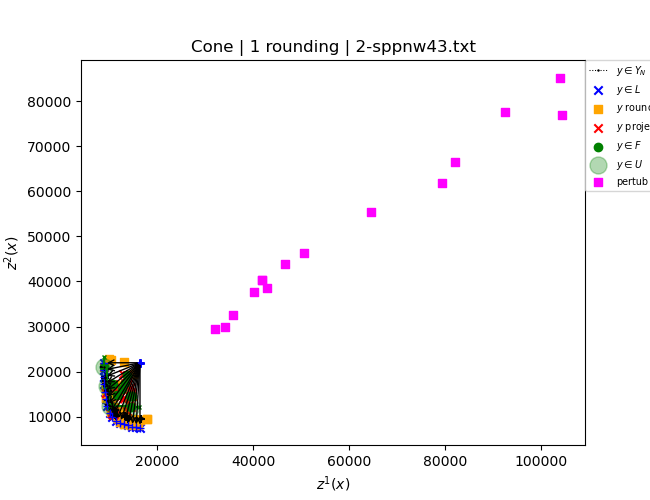 Cone | 1 rounding | 2-sppnw43.txt
80000
70000
60000
50000
40000
30000
20000
10000
z²(x)
20000 40000 60000 80000 100000
z¹(x)
y ∈ Y_N
y ∈ L
y roun
y proje
y ∈ F
y ∈ U
pertub